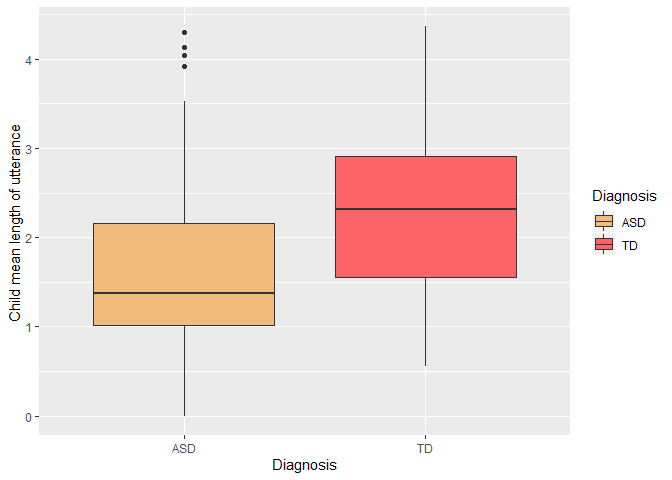 Child mean length of utterance
4
3
2
1
0
ASD
TD
Diagnosis
Diagnosis
ASD
TD